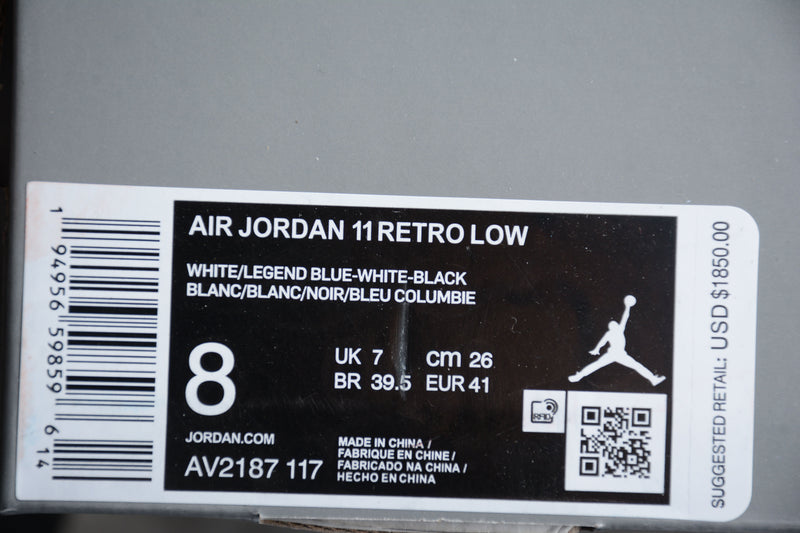 AIR JORDAN 11 RETRO LOW
WHITE/LEGEND BLUE-WHITE-BLACK
BLANC/BLANC/NOIR/BLEU COLUMBIE
8
UK 7 cm 26
BR 39.5 EUR 41
JORDAN.COM
AV2187 117
MADE IN CHINA /
FABRIQUE EN CHINE /
FABRICADO NA CHINA /
HECHO EN CHINA
RFID
1 94956 59859 6 14
SUGGESTED RETAIL: USD $1850.00